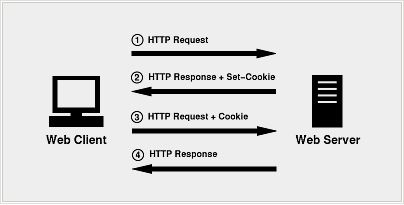 1 HTTP Request
2 HTTP Response + Set-Cookie
3 HTTP Request + Cookie
4 HTTP Response
Web Client
Web Server